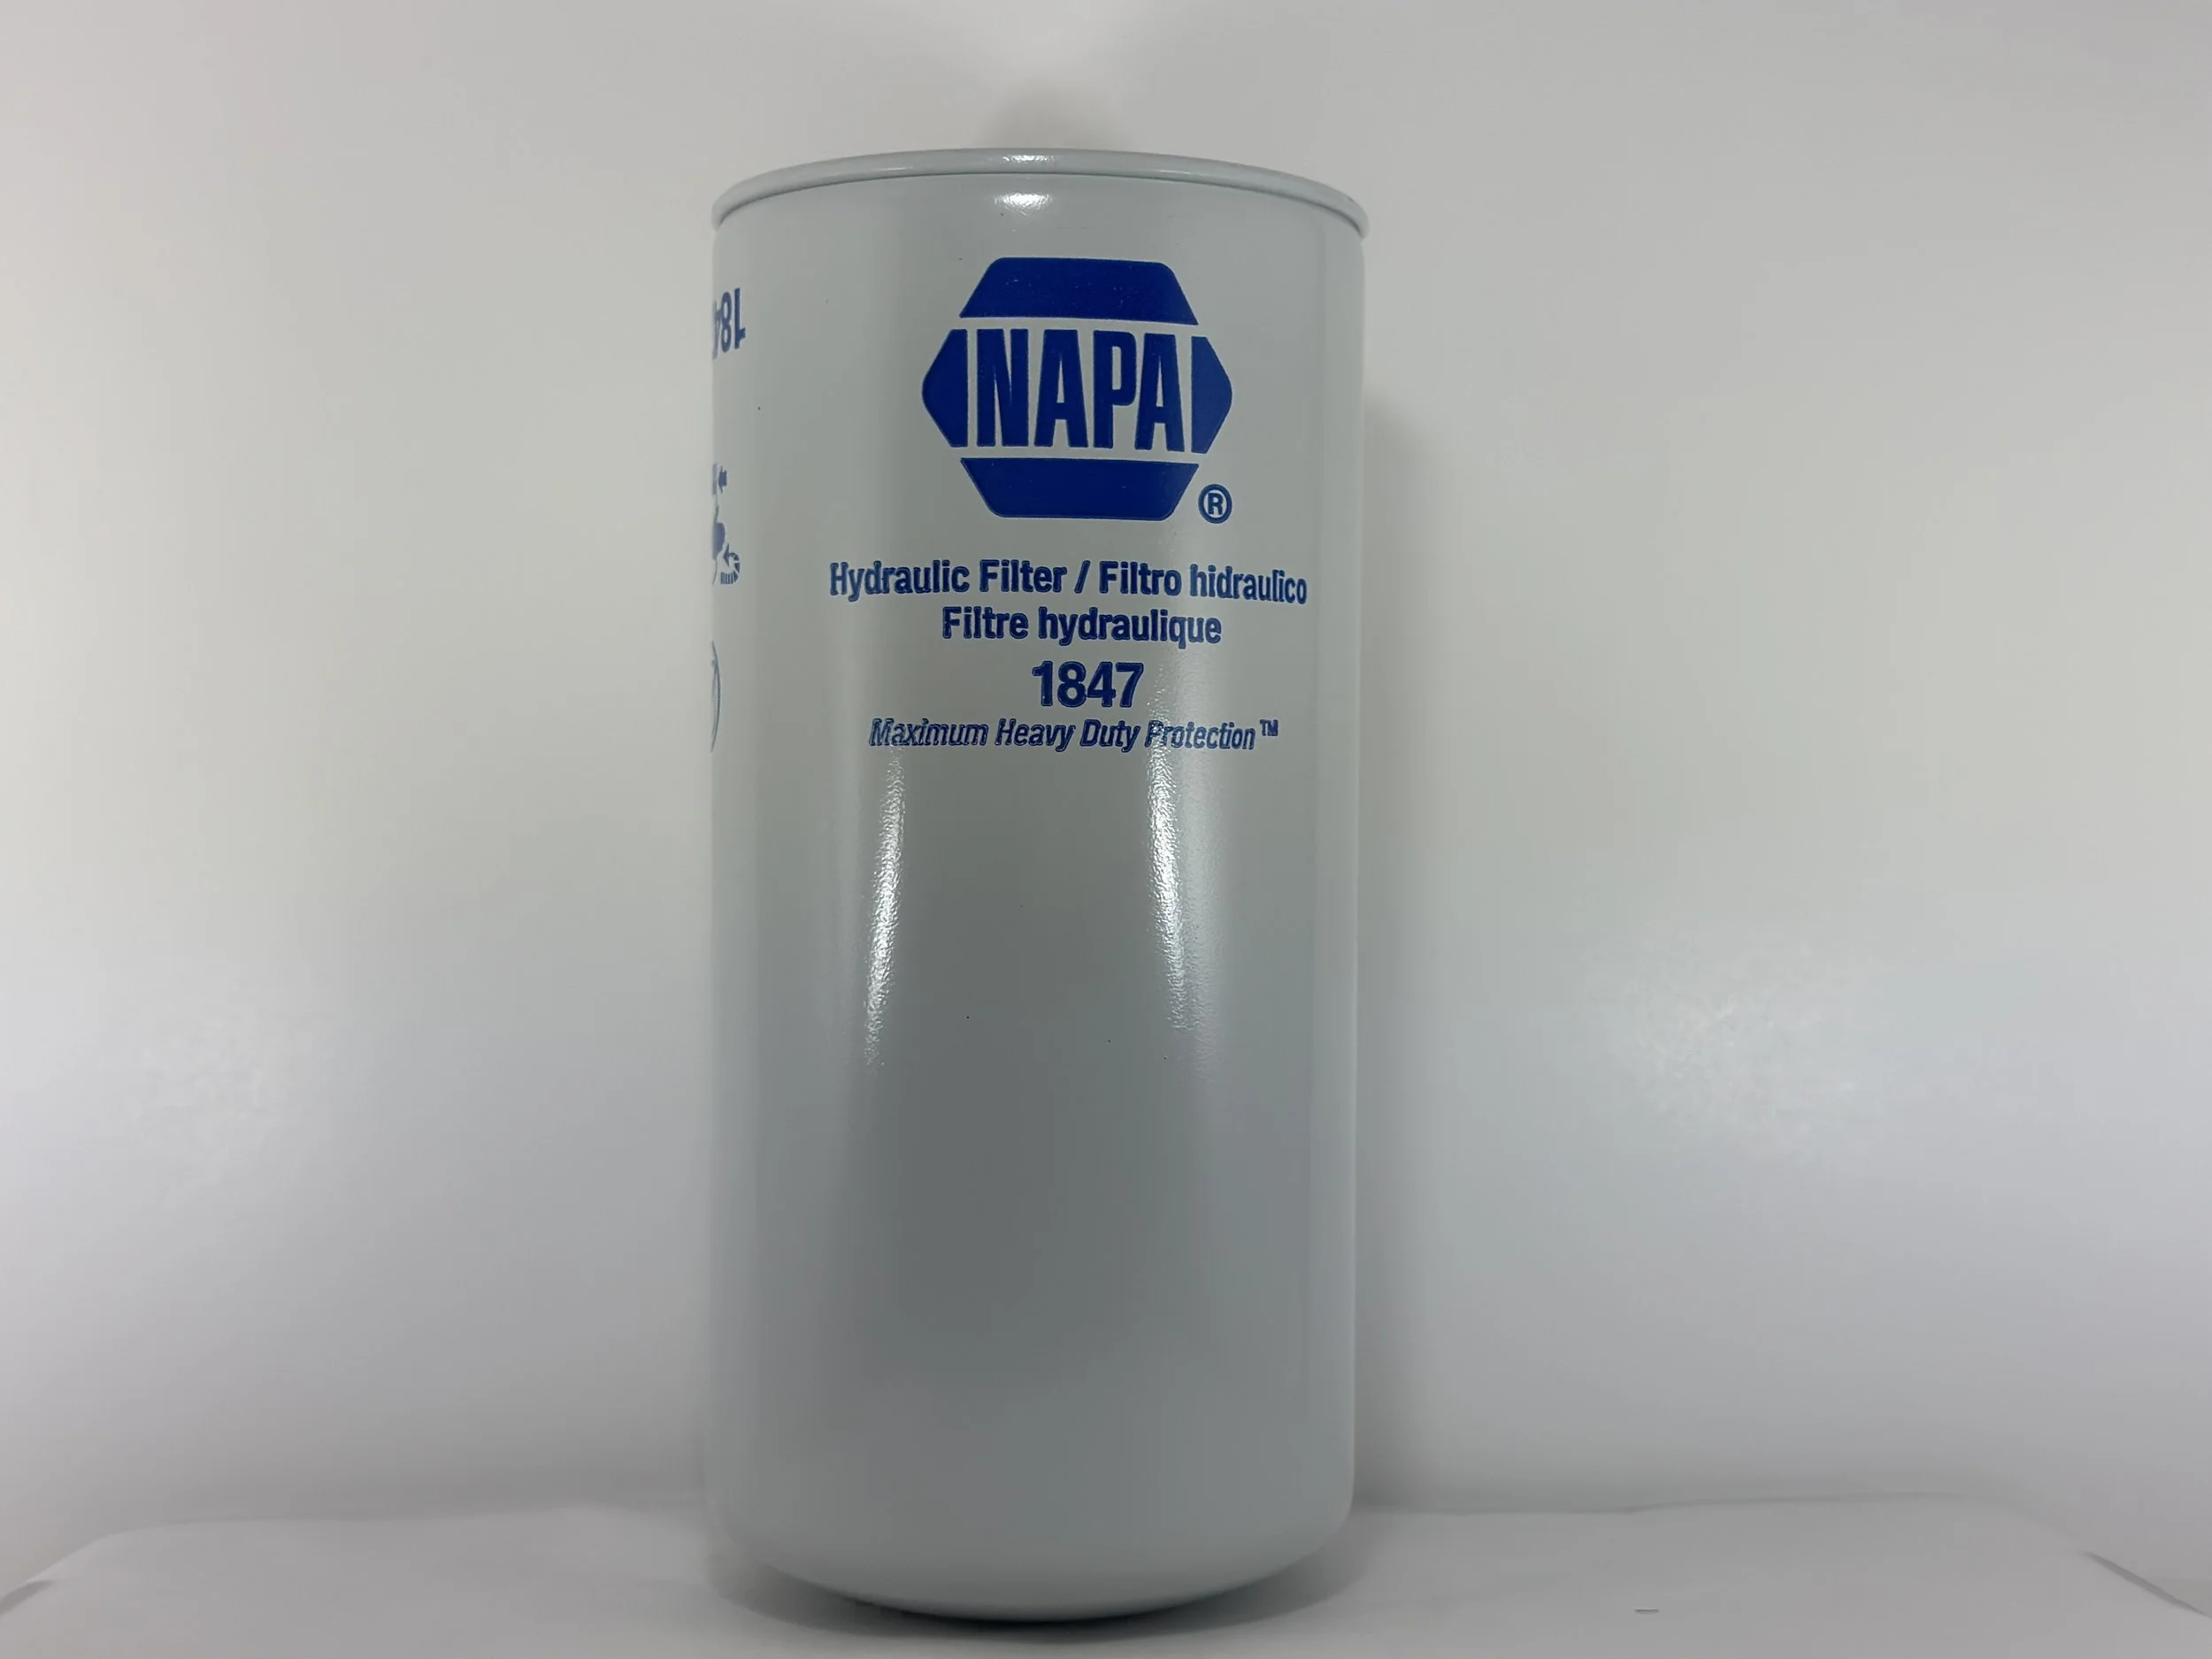 NAPA
®
Hydraulic Filter / Filtro hidraulico
Filtre hydraulique
1847
Maximum Heavy Duty Protection™